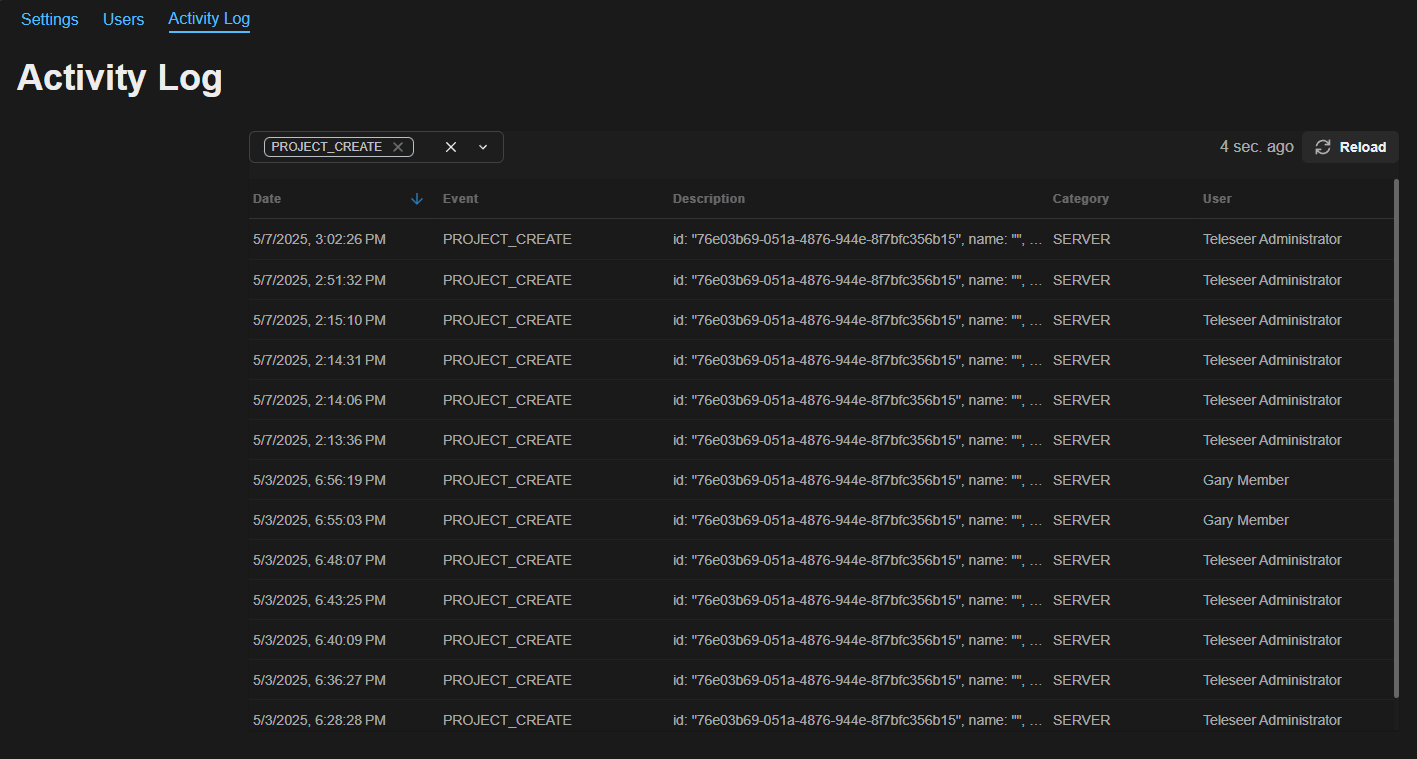 Settings Users Activity Log
Activity Log
PROJECT_CREATE 4 sec. ago Reload
Date Event Description Category User
5/7/2025, 3:02:26 PM PROJECT_CREATE id: "76e03b69-051a-4876-944e-8f7bfc356b15", name: "", ... SERVER Teleseer Administrator
5/7/2025, 2:51:32 PM PROJECT_CREATE id: "76e03b69-051a-4876-944e-8f7bfc356b15", name: "", ... SERVER Teleseer Administrator
5/7/2025, 2:15:10 PM PROJECT_CREATE id: "76e03b69-051a-4876-944e-8f7bfc356b15", name: "", ... SERVER Teleseer Administrator
5/7/2025, 2:14:31 PM PROJECT_CREATE id: "76e03b69-051a-4876-944e-8f7bfc356b15", name: "", ... SERVER Teleseer Administrator
5/7/2025, 2:14:06 PM PROJECT_CREATE id: "76e03b69-051a-4876-944e-8f7bfc356b15", name: "", ... SERVER Teleseer Administrator
5/7/2025, 2:13:36 PM PROJECT_CREATE id: "76e03b69-051a-4876-944e-8f7bfc356b15", name: "", ... SERVER Teleseer Administrator
5/3/2025, 6:56:19 PM PROJECT_CREATE id: "76e03b69-051a-4876-944e-8f7bfc356b15", name: "", ... SERVER Gary Member
5/3/2025, 6:55:03 PM PROJECT_CREATE id: "76e03b69-051a-4876-944e-8f7bfc356b15", name: "", ... SERVER Gary Member
5/3/2025, 6:48:07 PM PROJECT_CREATE id: "76e03b69-051a-4876-944e-8f7bfc356b15", name: "", ... SERVER Teleseer Administrator
5/3/2025, 6:43:25 PM PROJECT_CREATE id: "76e03b69-051a-4876-944e-8f7bfc356b15", name: "", ... SERVER Teleseer Administrator
5/3/2025, 6:40:09 PM PROJECT_CREATE id: "76e03b69-051a-4876-944e-8f7bfc356b15", name: "", ... SERVER Teleseer Administrator
5/3/2025, 6:36:27 PM PROJECT_CREATE id: "76e03b69-051a-4876-944e-8f7bfc356b15", name: "", ... SERVER Teleseer Administrator
5/3/2025, 6:28:28 PM PROJECT_CREATE id: "76e03b69-051a-4876-944e-8f7bfc356b15", name: "", ... SERVER Teleseer Administrator